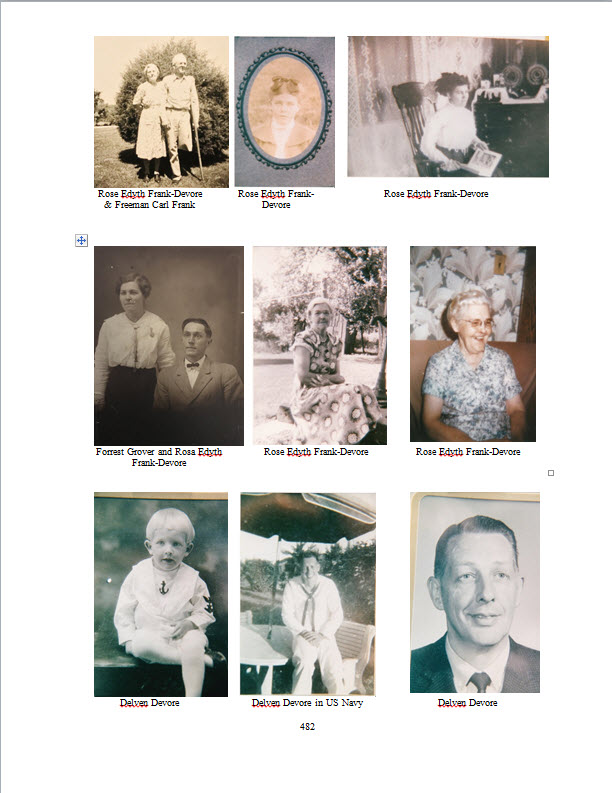 Rose Edyth Frank-Devore
& Freeman Carl Frank
Rose Edyth Frank-
Devore
Rose Edyth Frank-Devore
Forrest Grover and Rosa Edyth
Frank-Devore
Rose Edyth Frank-Devore
Rose Edyth Frank-Devore
Delven Devore
Delven Devore in US Navy
Delven Devore
482